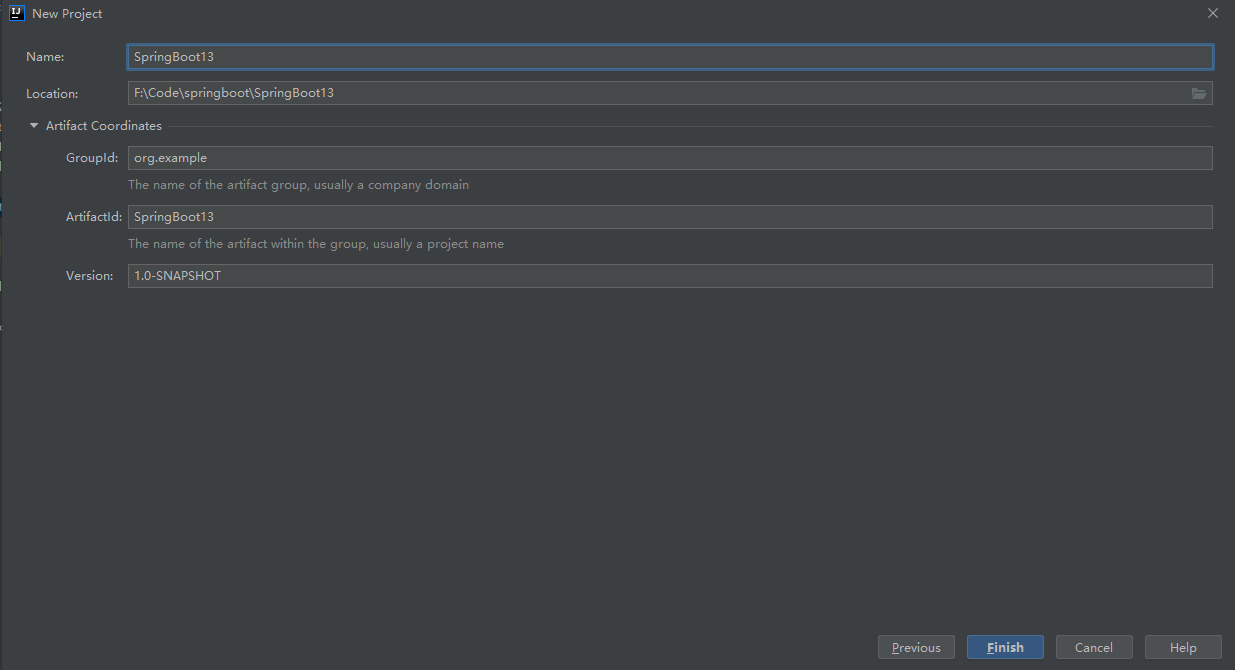 New Project
Name: SpringBoot13
Location: F:\Code\springboot\SpringBoot13
Artifact Coordinates
GroupId: org.example
The name of the artifact group, usually a company domain
ArtifactId: SpringBoot13
The name of the artifact within the group, usually a project name
Version: 1.0-SNAPSHOT
Previous Finish Cancel Help